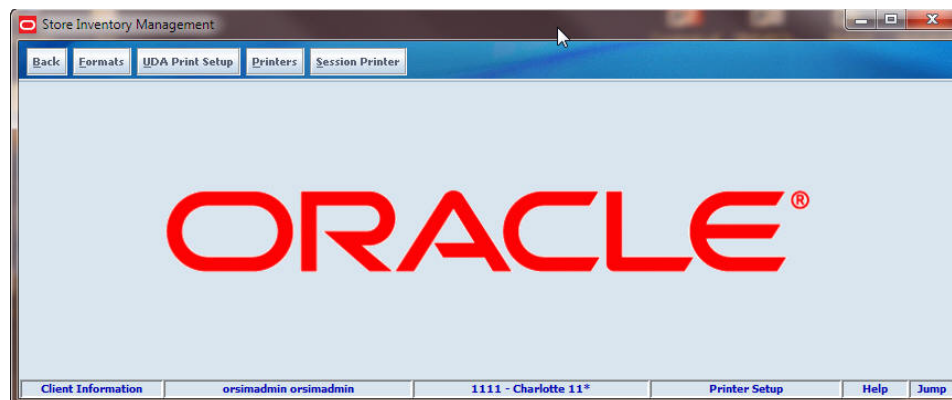 Store Inventory Management
Back Formats UDA Print Setup Printers Session Printer
ORACLE®
Client Information orsimadmin orsimadmin 1111 - Charlotte 11* Printer Setup Help Jump